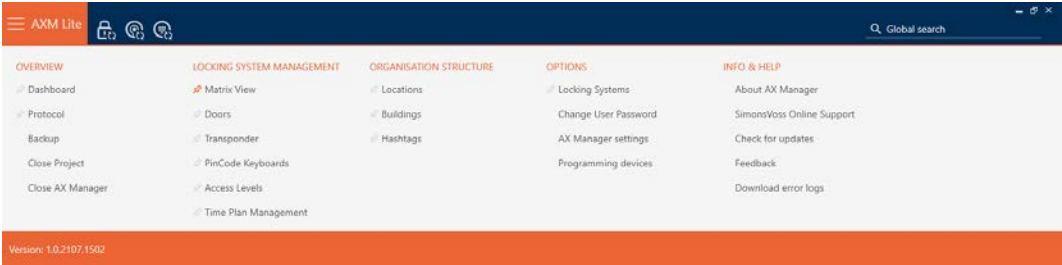 AXM Lite
Global search
OVERVIEW
Dashboard
Protocol
Backup
Close Project
Close AX Manager
LOCKING SYSTEM MANAGEMENT
Matrix View
Doors
Transponder
PinCode Keyboards
Access Levels
Time Plan Management
ORGANISATION STRUCTURE
Locations
Buildings
Hashtags
OPTIONS
Locking Systems
Change User Password
AX Manager settings
Programming devices
INFO & HELP
About AX Manager
SimonsVoss Online Support
Check for updates
Feedback
Download error logs
Version: 1.0.2107.1502